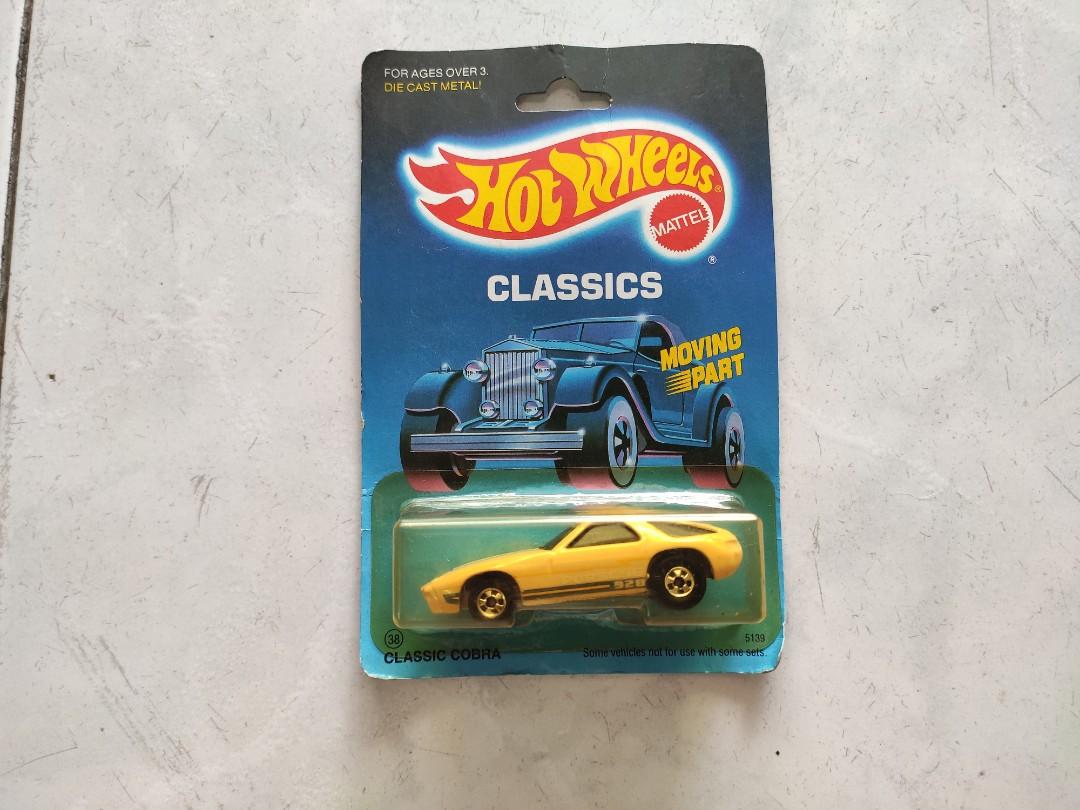 FOR AGES OVER 3.
DIE CAST METAL!
HOT WHEELS®
MATTEL
®
CLASSICS
MOVING
PART
928
38
5139
CLASSIC COBRA
Some vehicles not for use with some sets.